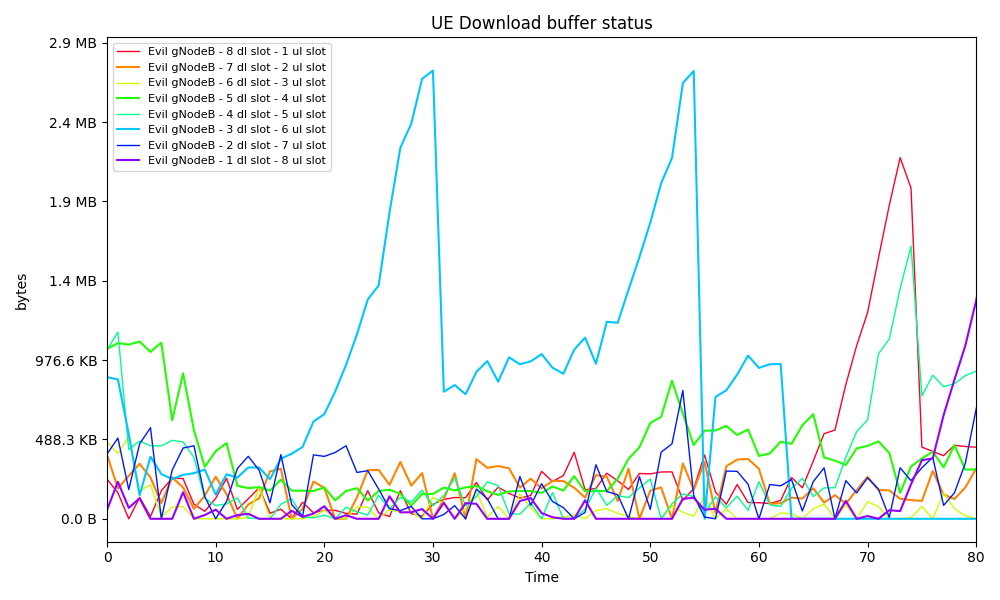 UE Download buffer status
2.9 MB
2.4 MB
1.9 MB
1.4 MB
976.6 KB
488.3 KB
0.0 B
bytes
Evil gNodeB - 8 dl slot - 1 ul slot
Evil gNodeB - 7 dl slot - 2 ul slot
Evil gNodeB - 6 dl slot - 3 ul slot
Evil gNodeB - 5 dl slot - 4 ul slot
Evil gNodeB - 4 dl slot - 5 ul slot
Evil gNodeB - 3 dl slot - 6 ul slot
Evil gNodeB - 2 dl slot - 7 ul slot
Evil gNodeB - 1 dl slot - 8 ul slot
0 10 20 30 40 50 60 70 80
Time